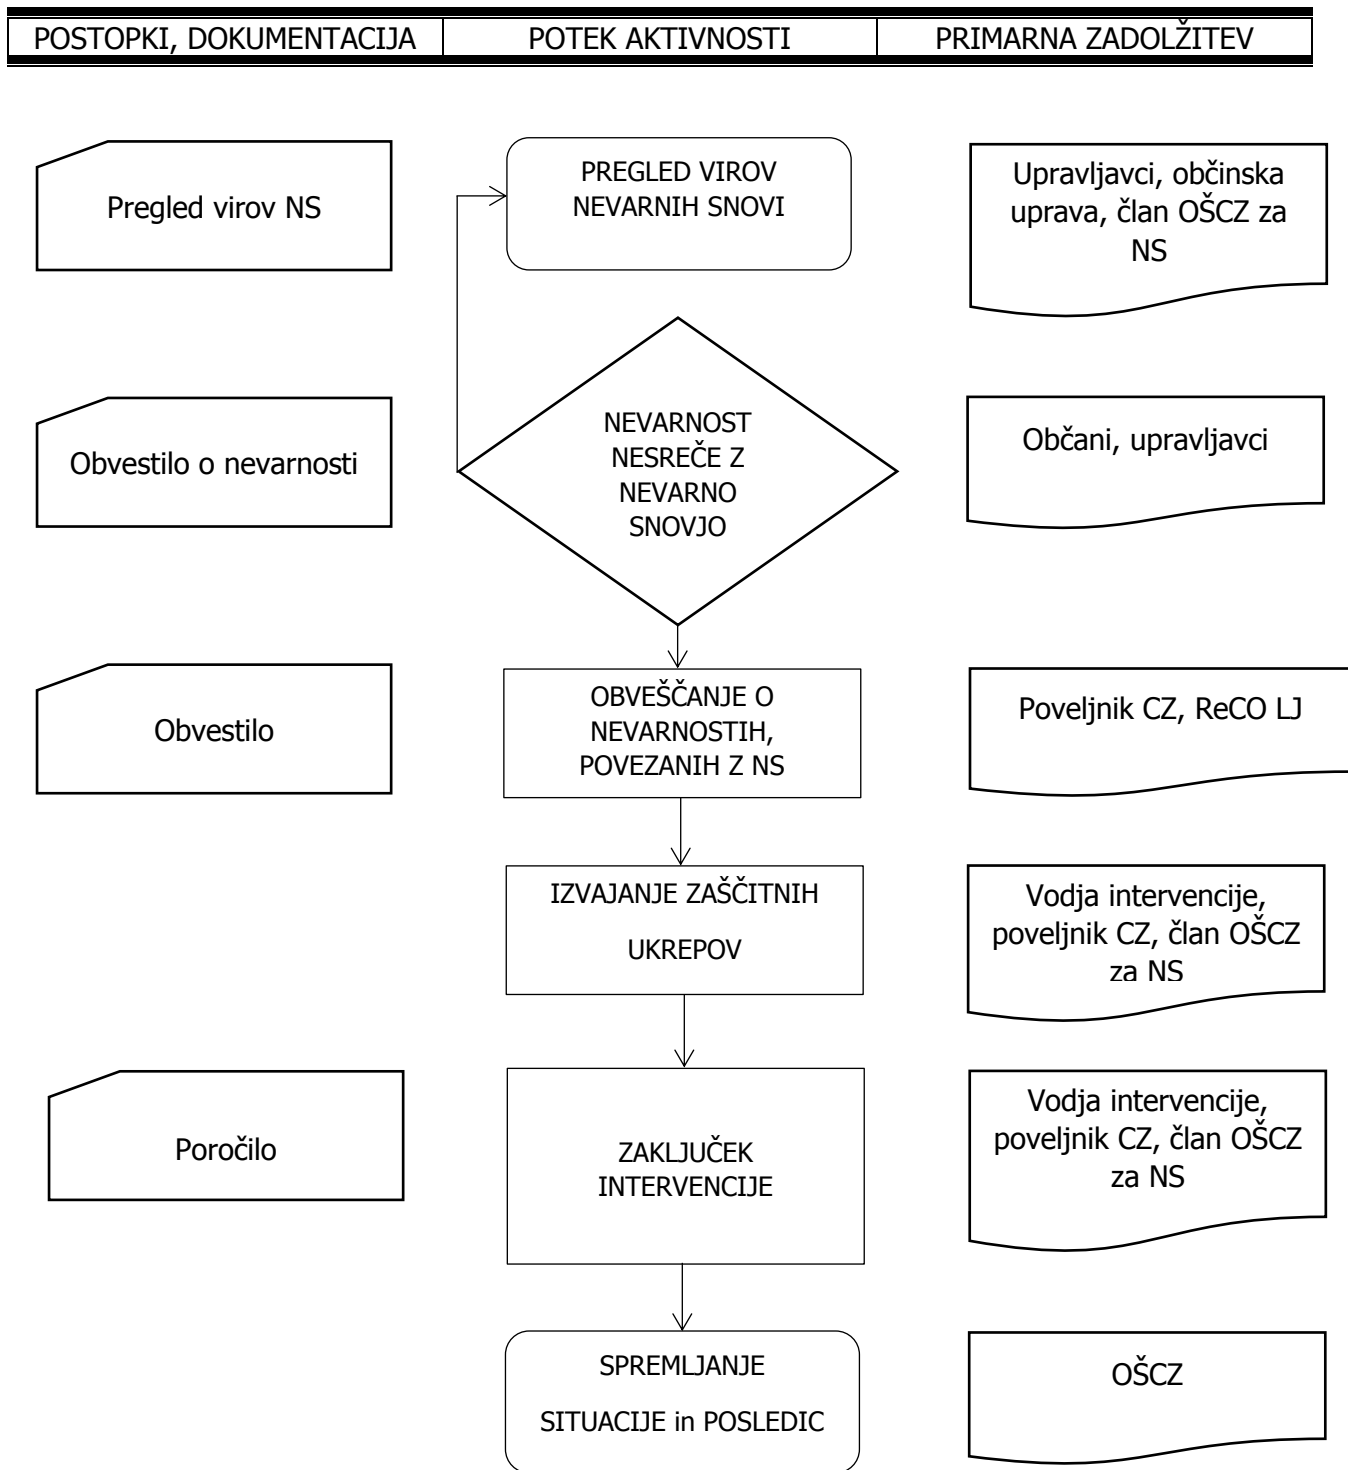 POSTOPKI, DOKUMENTACIJA
POTEK AKTIVNOSTI
PRIMARNA ZADOLŽITEV
Pregled virov NS
PREGLED VIROV
NEVARNIH SNOVI
Upravljavci, občinska
uprava, član OŠCZ za
NS
Obvestilo o nevarnosti
NEVARNOST
NESREČE Z
NEVARNO
SNOVJO
Občani, upravljavci
Obvestilo
OBVEŠČANJE O
NEVARNOSTIH,
POVEZANIH Z NS
Poveljnik CZ, ReCO LJ
IZVAJANJE ZAŠČITNIH
UKREPOV
Vodja intervencije,
poveljnik CZ, član OŠCZ
za NS
Poročilo
ZAKLJUČEK
INTERVENCIJE
Vodja intervencije,
poveljnik CZ, član OŠCZ
za NS
SPREMLJANJE
SITUACIJE in POSLEDIC
OŠCZ